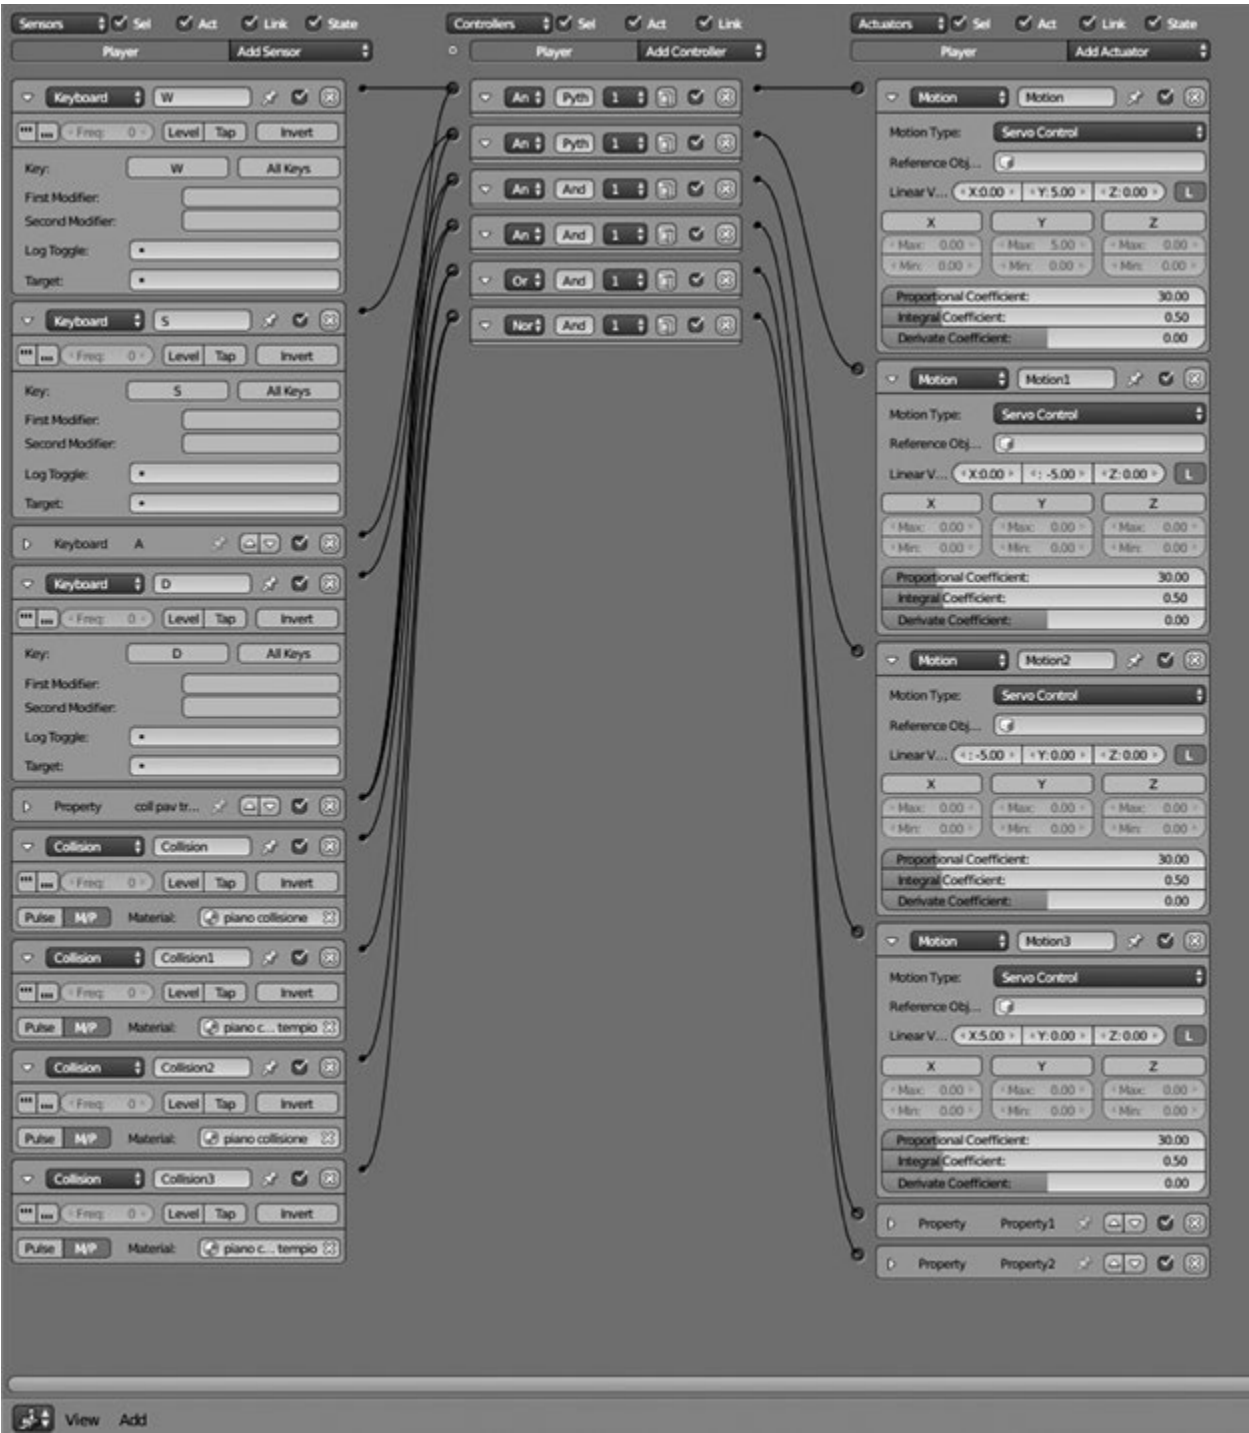 Sensors Sel Act Link State
Player Add Sensor
Keyboard W
Freq: 0 Level Tap Invert
Key: W All Keys
First Modifier:
Second Modifier:
Log Toggle:
Target:
Keyboard S
Freq: 0 Level Tap Invert
Key: S All Keys
First Modifier:
Second Modifier:
Log Toggle:
Target:
Keyboard A
Keyboard D
Freq: 0 Level Tap Invert
Key: D All Keys
First Modifier:
Second Modifier:
Log Toggle:
Target:
Property coll pav tr...
Collision Collision
Freq: 0 Level Tap Invert
Pulse M/P Material: piano collisione
Collision Collision1
Freq: 0 Level Tap Invert
Pulse M/P Material: piano c... tempio
Collision Collision2
Freq: 0 Level Tap Invert
Pulse M/P Material: piano collisione
Collision Collision3
Freq: 0 Level Tap Invert
Pulse M/P Material: piano c... tempio
Controllers Sel Act Link
Player Add Controller
An Pyth 1
An Pyth 1
An And 1
An And 1
Or And 1
Nor And 1
Actuators Sel Act Link State
Player Add Actuator
Motion Motion
Motion Type: Servo Control
Reference Obj...
Linear V... X:0.00 Y: 5.00 Z: 0.00 L
X Y Z
Max: 0.00 Max: 5.00 Max: 0.00
Min: 0.00 Min: 0.00 Min: 0.00
Proportional Coefficient: 30.00
Integral Coefficient: 0.50
Derivate Coefficient: 0.00
Motion Motion1
Motion Type: Servo Control
Reference Obj...
Linear V... X:0.00 : -5.00 Z: 0.00 L
X Y Z
Max: 0.00 Max: 0.00 Max: 0.00
Min: 0.00 Min: 0.00 Min: 0.00
Proportional Coefficient: 30.00
Integral Coefficient: 0.50
Derivate Coefficient: 0.00
Motion Motion2
Motion Type: Servo Control
Reference Obj...
Linear V... : -5.00 Y: 0.00 Z: 0.00 L
X Y Z
Max: 0.00 Max: 0.00 Max: 0.00
Min: 0.00 Min: 0.00 Min: 0.00
Proportional Coefficient: 30.00
Integral Coefficient: 0.50
Derivate Coefficient: 0.00
Motion Motion3
Motion Type: Servo Control
Reference Obj...
Linear V... X:5.00 Y: 0.00 Z: 0.00 L
X Y Z
Max: 0.00 Max: 0.00 Max: 0.00
Min: 0.00 Min: 0.00 Min: 0.00
Proportional Coefficient: 30.00
Integral Coefficient: 0.50
Derivate Coefficient: 0.00
Property Property1
Property Property2
View Add